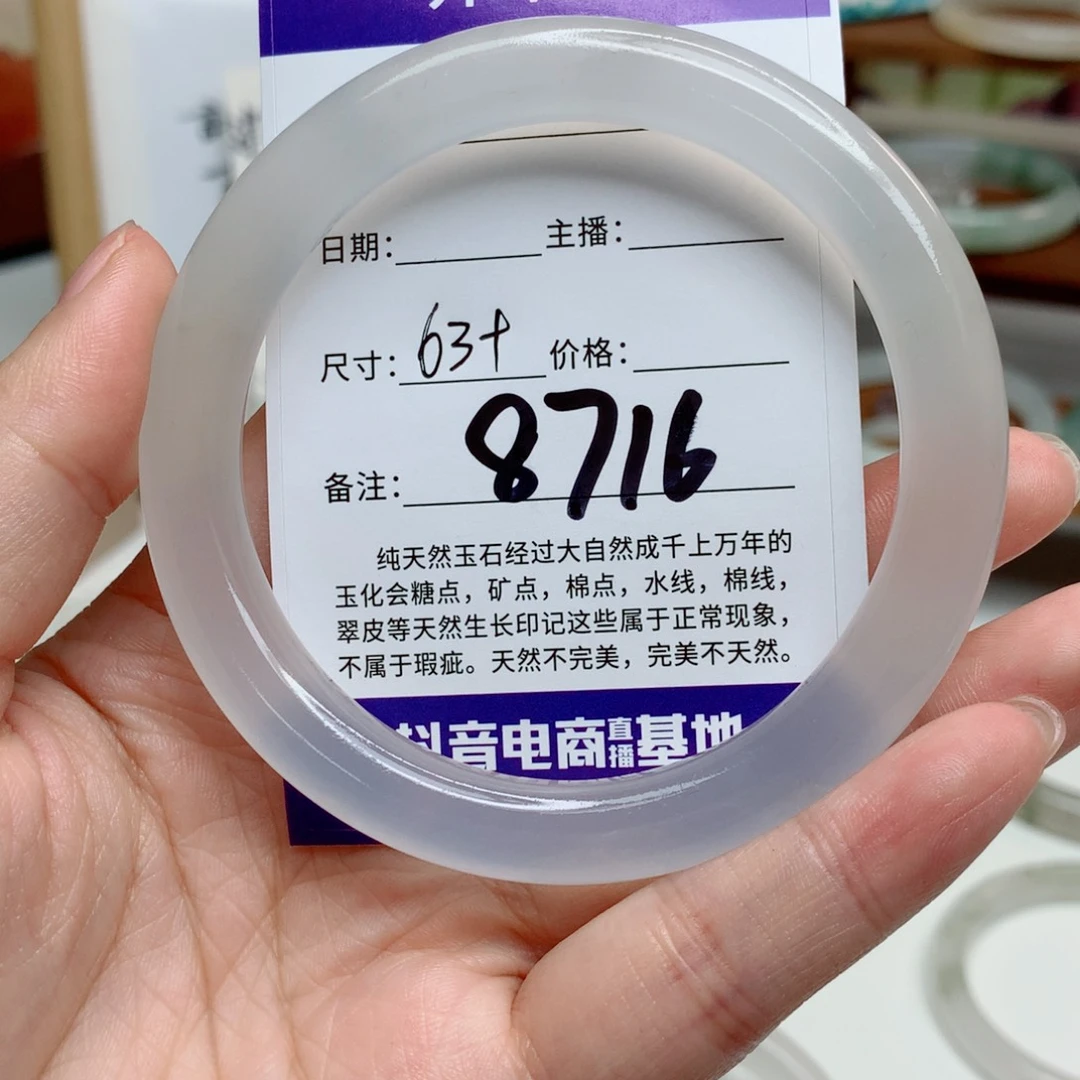 日期: 主播:
尺寸: 63+ 价格:
备注: 8716
纯天然玉石经过大自然成千上万年的
玉化会糖点，矿点，棉点，水线，棉线，
翠皮等天然生长印记这些属于正常现象，
不属于瑕疵。天然不完美，完美不天然。
抖音电商直播基地